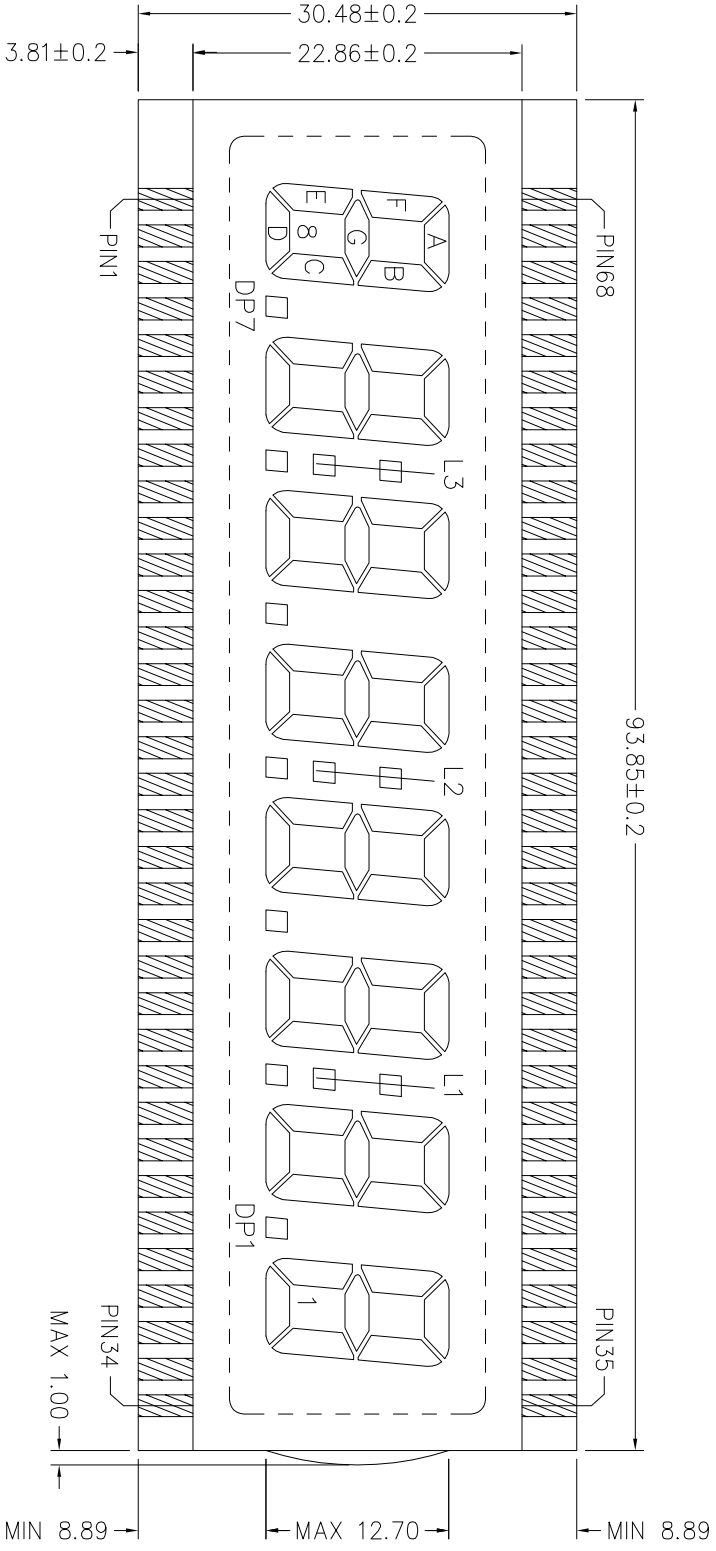 30.48±0.2
3.81±0.2
22.86±0.2
E
F
D
8
G
A
C
B
PIN1
PIN68
DP7
L3
93.85±0.2
L2
L1
DP1
1
PIN34
PIN35
MAX 1.00
MIN 8.89
MAX 12.70
MIN 8.89